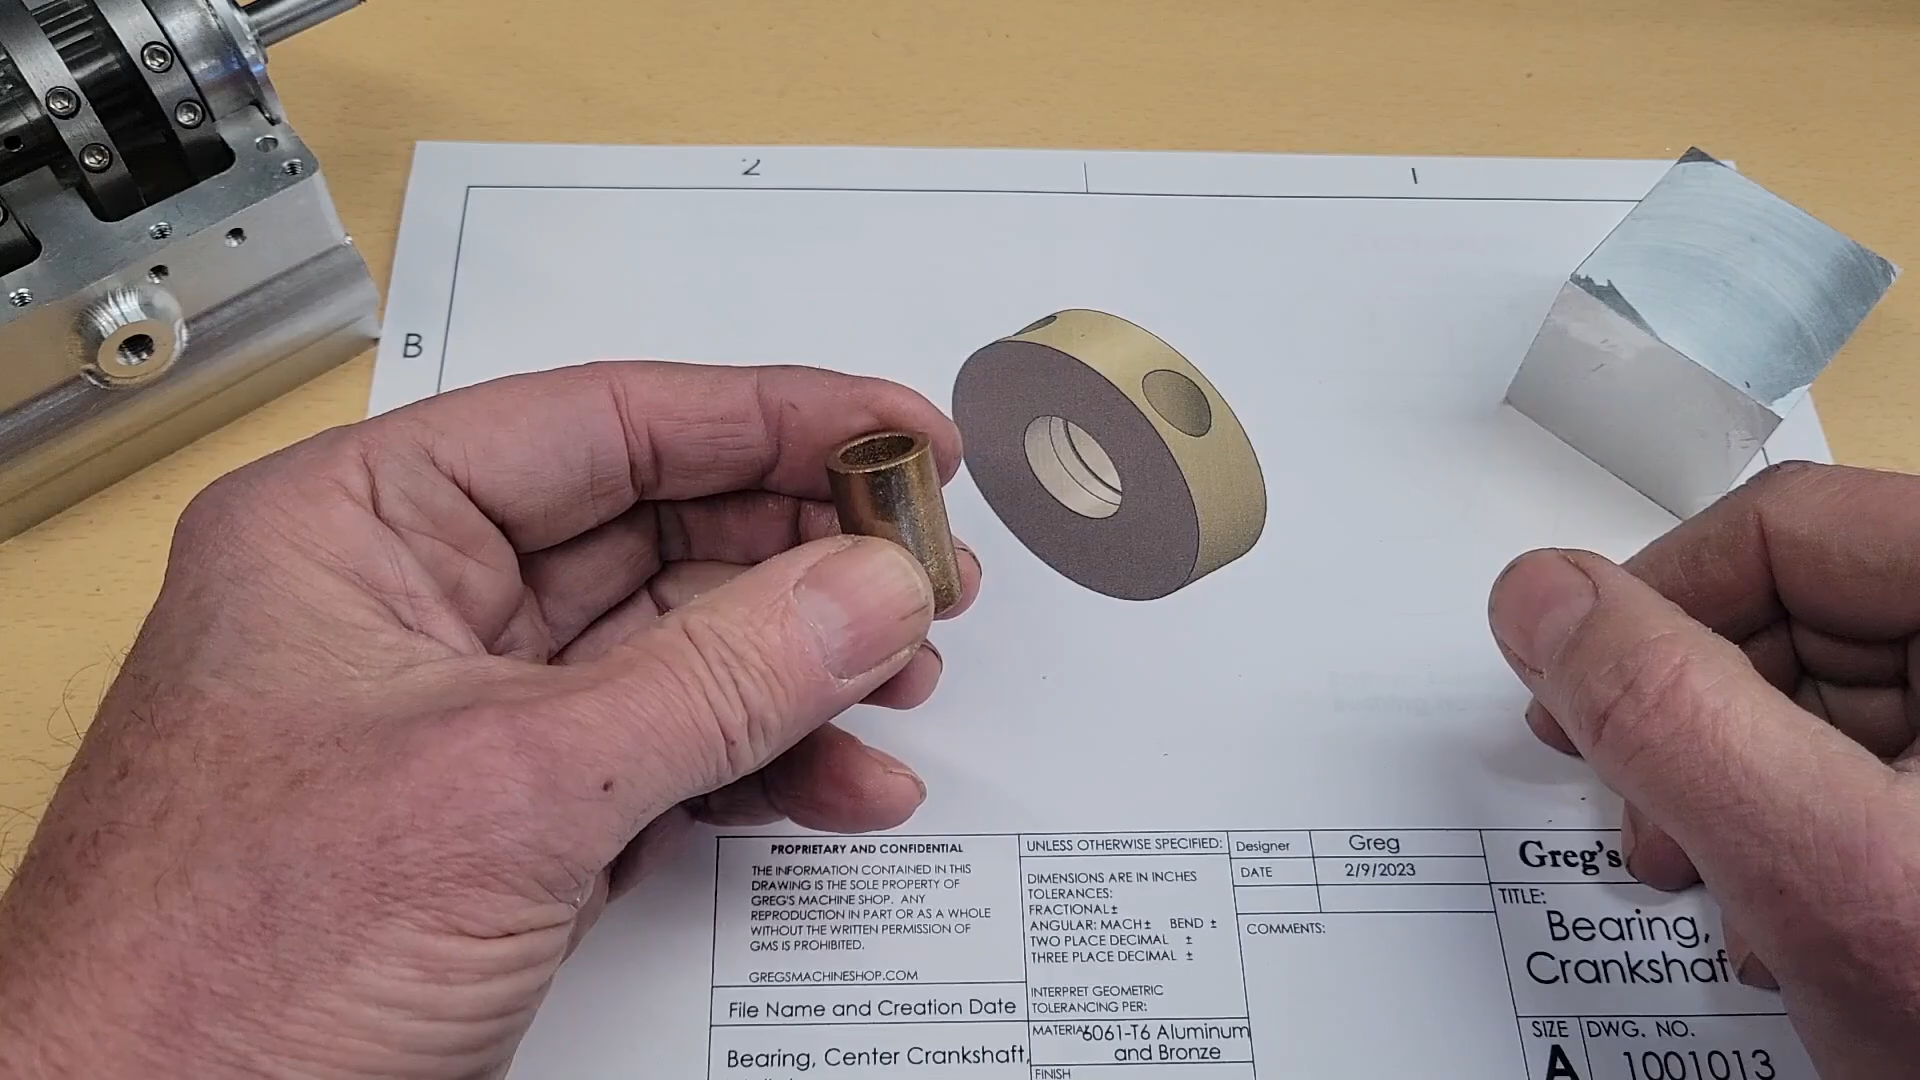 2
1
B
PROPRIETARY AND CONFIDENTIAL
THE INFORMATION CONTAINED IN THIS
DRAWING IS THE SOLE PROPERTY OF
GREG'S MACHINE SHOP. ANY
REPRODUCTION IN PART OR AS A WHOLE
WITHOUT THE WRITTEN PERMISSION OF
GMS IS PROHIBITED.
GREGSMACHINESHOP.COM
File Name and Creation Date
Bearing, Center Crankshaft,
UNLESS OTHERWISE SPECIFIED:
DIMENSIONS ARE IN INCHES
TOLERANCES:
FRACTIONAL±
ANGULAR: MACH± BEND ±
TWO PLACE DECIMAL ±
THREE PLACE DECIMAL ±
INTERPRET GEOMETRIC
TOLERANCING PER:
MATERIAL
6061-T6 Aluminum
and Bronze
FINISH
Designer Greg
DATE 2/9/2023
COMMENTS:
Greg's
TITLE:
Bearing,
Crankshaf
SIZE DWG. NO.
A 1001013